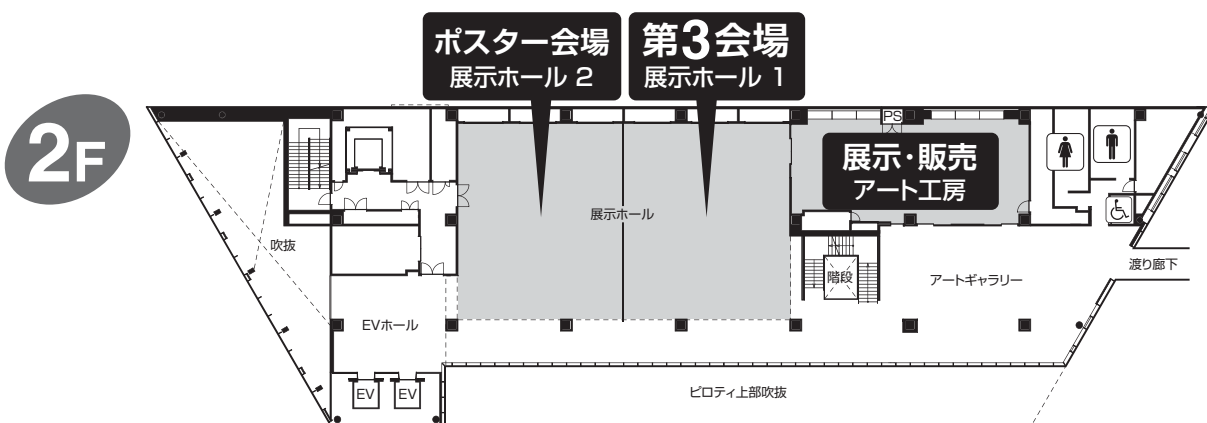 ポスター会場
展示ホール 2
第3会場
展示ホール 1
2F
PS
展示・販売
アート工房
展示ホール
吹抜
階段
アートギャラリー
渡り廊下
EVホール
EV
EV
ピロティ上部吹抜